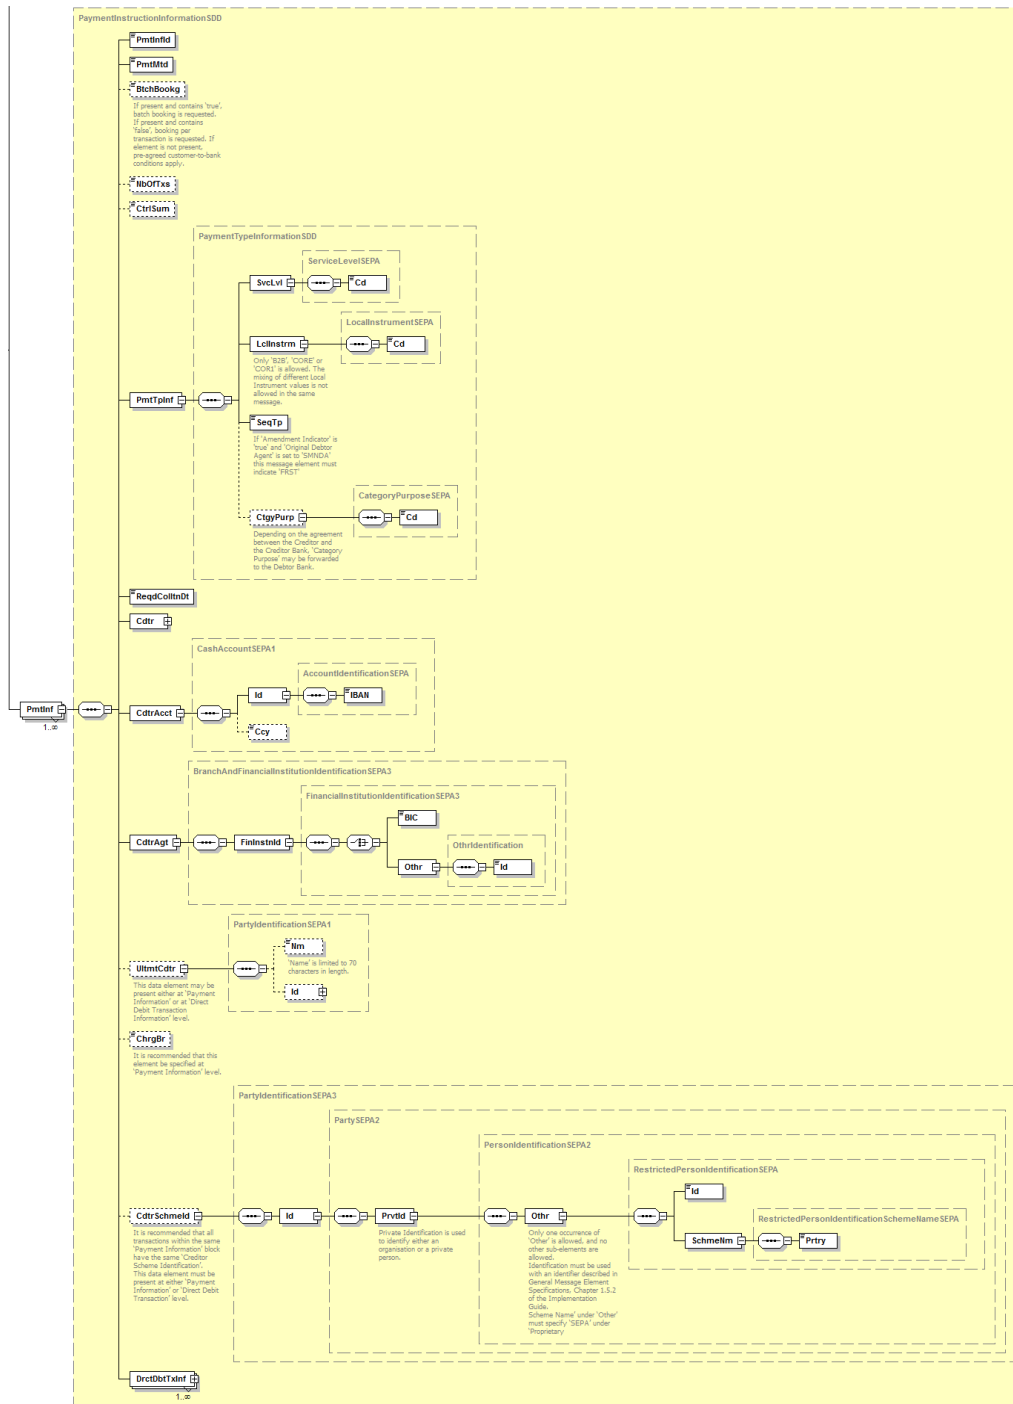 PaymentInstructionInformationSDD
PmtInfId
PmtMtd
BtchBookg
If present and contains 'true',
batch booking is requested.
If present and contains
'false', booking per
transaction is requested. If
element is not present,
pre-agreed customer-to-bank
conditions apply.
NbOfTxs
CtrlSum
PaymentTypeInformationSDD
ServiceLevelSEPA
SvcLvl
Cd
LocalInstrumentSEPA
LclInstrm
Cd
Only 'B2B', 'CORE' or
'COR1' is allowed. The
mixing of different Local
Instrument values is not
allowed in the same
message.
PmtTpInf
SeqTp
If 'Amendment Indicator' is
'true' and 'Original Debtor
Agent' is set to 'SMNDA'
this message element must
indicate 'FRST'
CategoryPurposeSEPA
CtgyPurp
Cd
Depending on the agreement
between the Creditor and
the Creditor Bank, 'Category
Purpose' may be forwarded
to the Debtor Bank.
ReqdColltnDt
Cdtr
CashAccountSEPA1
AccountIdentificationSEPA
Id
IBAN
PmtInf
1..∞
CdtrAcct
Ccy
BranchAndFinancialInstitutionIdentificationSEPA3
FinancialInstitutionIdentificationSEPA3
BIC
CdtrAgt
FinInstnId
OthrIdentification
Othr
Id
PartyIdentificationSEPA1
Nm
'Name' is limited to 70
characters in length.
UltmtCdtr
Id
This data element may be
present either at 'Payment
Information' or at 'Direct
Debit Transaction
Information' level.
ChrgBr
It is recommended that this
element be specified at
'Payment Information' level.
PartyIdentificationSEPA3
PartySEPA2
PersonIdentificationSEPA2
RestrictedPersonIdentificationSEPA
Id
CdtrSchmeId
Id
PrvtId
Othr
RestrictedPersonIdentificationSchemeNameSEPA
SchmeNm
Prtry
It is recommended that all
transactions within the same
'Payment Information' block
have the same 'Creditor
Scheme Identification'.
This data element must be
present at either 'Payment
Information' or 'Direct Debit
Transaction' level.
Private Identification is used
to identify either an
organisation or a private
person.
Only one occurrence of
'Other' is allowed, and no
other sub-elements are
allowed.
Identification must be used
with an identifier described in
General Message Element
Specifications, Chapter 1.5.2
of the Implementation
Guide.
Scheme Name' under 'Other'
must specify 'SEPA' under
'Proprietary
DrctDbtTxInf
1..∞